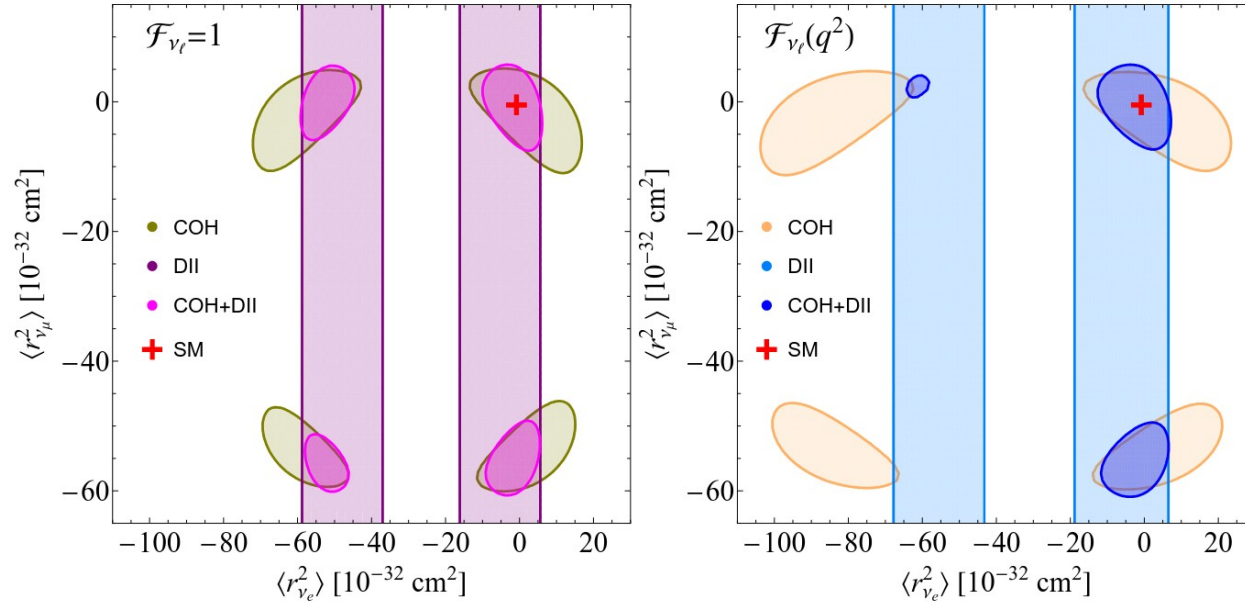 ℱ_{ν_ℓ}=1
0
−20
−40
−60
⟨r²_{ν_μ}⟩ [10⁻³² cm²]
COH
DII
COH+DII
SM
−100 −80 −60 −40 −20 0 20
⟨r²_{ν_e}⟩ [10⁻³² cm²]
ℱ_{ν_ℓ}(q²)
0
−20
−40
−60
⟨r²_{ν_μ}⟩ [10⁻³² cm²]
COH
DII
COH+DII
SM
−100 −80 −60 −40 −20 0 20
⟨r²_{ν_e}⟩ [10⁻³² cm²]